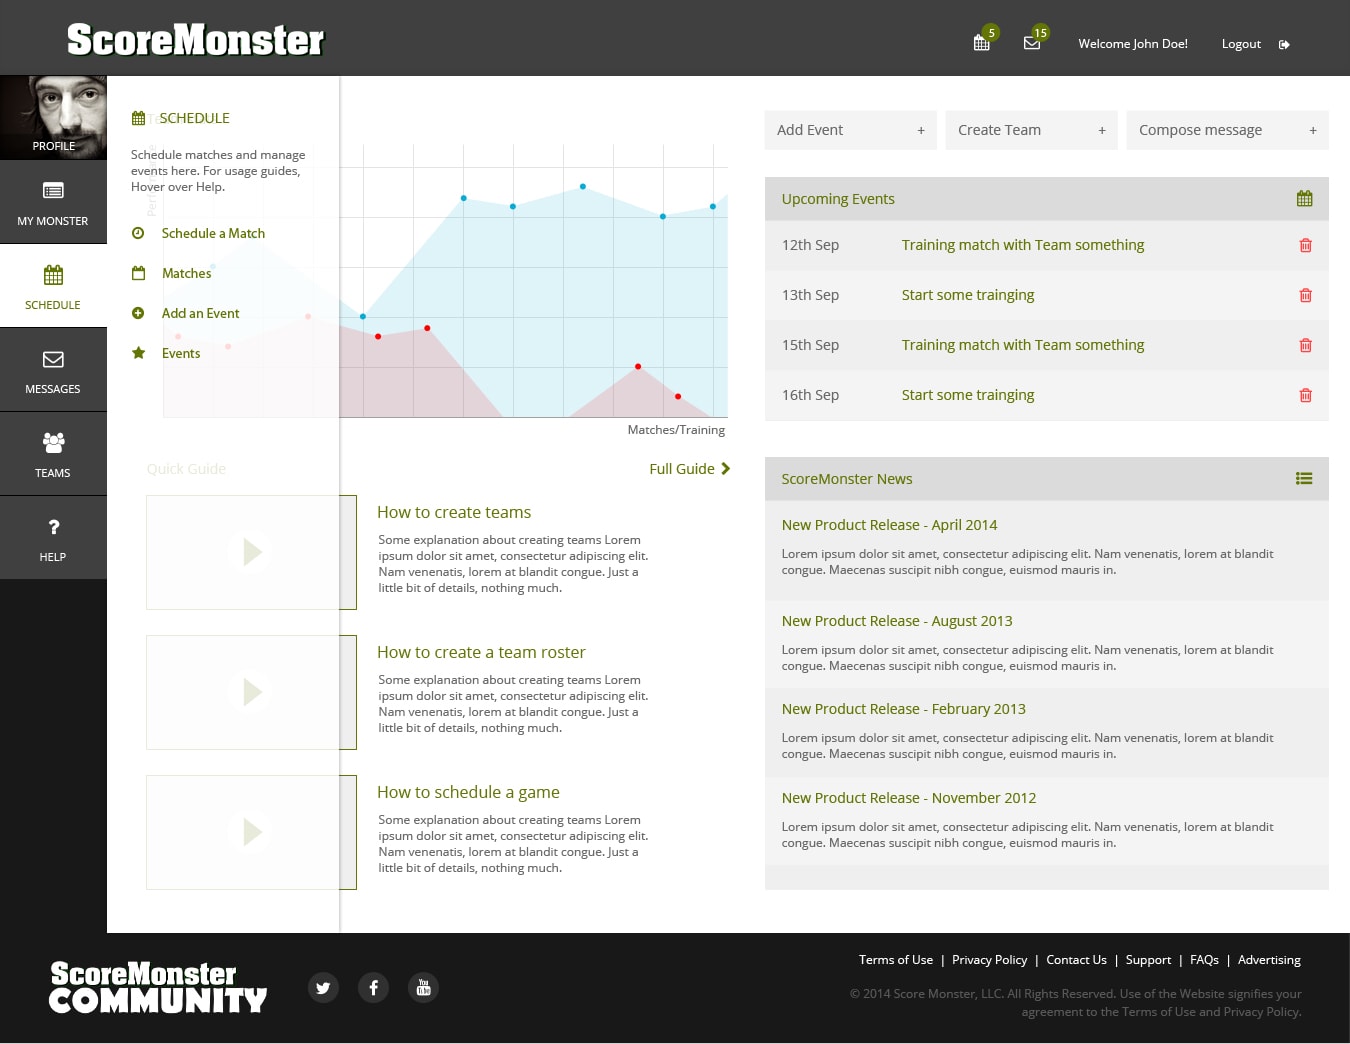 ScoreMonster
5
15
Welcome John Doe!
Logout
PROFILE
MY MONSTER
SCHEDULE
MESSAGES
TEAMS
HELP
SCHEDULE
Schedule matches and manage
events here. For usage guides,
Hover over Help.
Schedule a Match
Matches
Add an Event
Events
Matches/Training
Quick Guide
Full Guide
How to create teams
Some explanation about creating teams Lorem
ipsum dolor sit amet, consectetur adipiscing elit.
Nam venenatis, lorem at blandit congue. Just a
little bit of details, nothing much.
How to create a team roster
Some explanation about creating teams Lorem
ipsum dolor sit amet, consectetur adipiscing elit.
Nam venenatis, lorem at blandit congue. Just a
little bit of details, nothing much.
How to schedule a game
Some explanation about creating teams Lorem
ipsum dolor sit amet, consectetur adipiscing elit.
Nam venenatis, lorem at blandit congue. Just a
little bit of details, nothing much.
Add Event +
Create Team +
Compose message +
Upcoming Events
12th Sep Training match with Team something
13th Sep Start some trainging
15th Sep Training match with Team something
16th Sep Start some trainging
ScoreMonster News
New Product Release - April 2014
Lorem ipsum dolor sit amet, consectetur adipiscing elit. Nam venenatis, lorem at blandit
congue. Maecenas suscipit nibh congue, euismod mauris in.
New Product Release - August 2013
Lorem ipsum dolor sit amet, consectetur adipiscing elit. Nam venenatis, lorem at blandit
congue. Maecenas suscipit nibh congue, euismod mauris in.
New Product Release - February 2013
Lorem ipsum dolor sit amet, consectetur adipiscing elit. Nam venenatis, lorem at blandit
congue. Maecenas suscipit nibh congue, euismod mauris in.
New Product Release - November 2012
Lorem ipsum dolor sit amet, consectetur adipiscing elit. Nam venenatis, lorem at blandit
congue. Maecenas suscipit nibh congue, euismod mauris in.
ScoreMonster
COMMUNITY
You
Tube
Terms of Use | Privacy Policy | Contact Us | Support | FAQs | Advertising
© 2014 Score Monster, LLC. All Rights Reserved. Use of the Website signifies your
agreement to the Terms of Use and Privacy Policy.